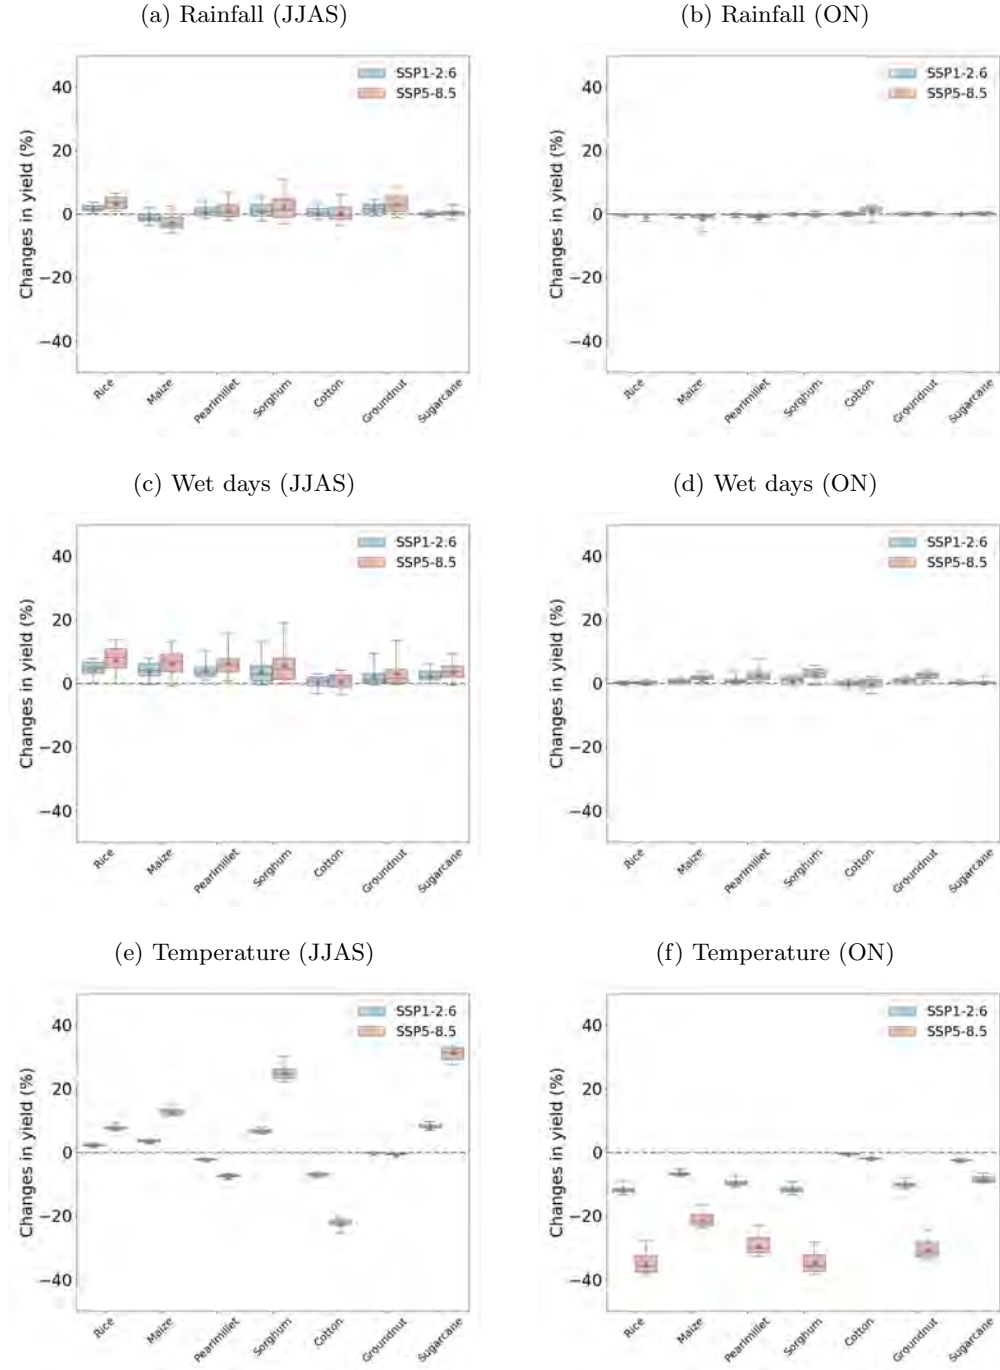 (a) Rainfall (JJAS)
SSP1-2.6
SSP5-8.5
Changes in yield (%)
40
20
0
−20
−40
Rice
Maize
Pearlmillet
Sorghum
Cotton
Groundnut
Sugarcane
(b) Rainfall (ON)
SSP1-2.6
SSP5-8.5
Changes in yield (%)
40
20
0
−20
−40
Rice
Maize
Pearlmillet
Sorghum
Cotton
Groundnut
Sugarcane
(c) Wet days (JJAS)
SSP1-2.6
SSP5-8.5
Changes in yield (%)
40
20
0
−20
−40
Rice
Maize
Pearlmillet
Sorghum
Cotton
Groundnut
Sugarcane
(d) Wet days (ON)
SSP1-2.6
SSP5-8.5
Changes in yield (%)
40
20
0
−20
−40
Rice
Maize
Pearlmillet
Sorghum
Cotton
Groundnut
Sugarcane
(e) Temperature (JJAS)
SSP1-2.6
SSP5-8.5
Changes in yield (%)
40
20
0
−20
−40
Rice
Maize
Pearlmillet
Sorghum
Cotton
Groundnut
Sugarcane
(f) Temperature (ON)
SSP1-2.6
SSP5-8.5
Changes in yield (%)
40
20
0
−20
−40
Rice
Maize
Pearlmillet
Sorghum
Cotton
Groundnut
Sugarcane